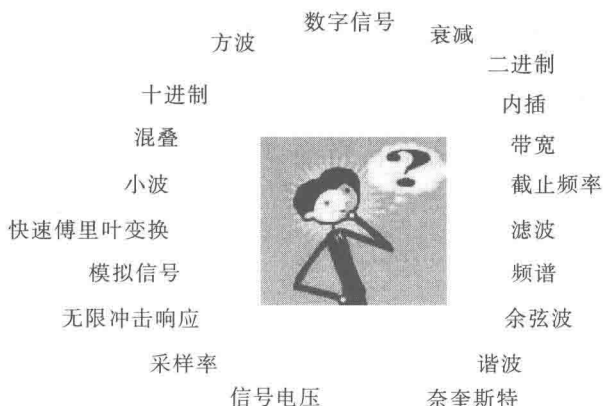 数字信号
方波
衰减
二进制
十进制
内插
混叠
带宽
小波
截止频率
快速傅里叶变换
滤波
模拟信号
频谱
无限冲击响应
余弦波
采样率
谐波
信号电压
奈奎斯特
?